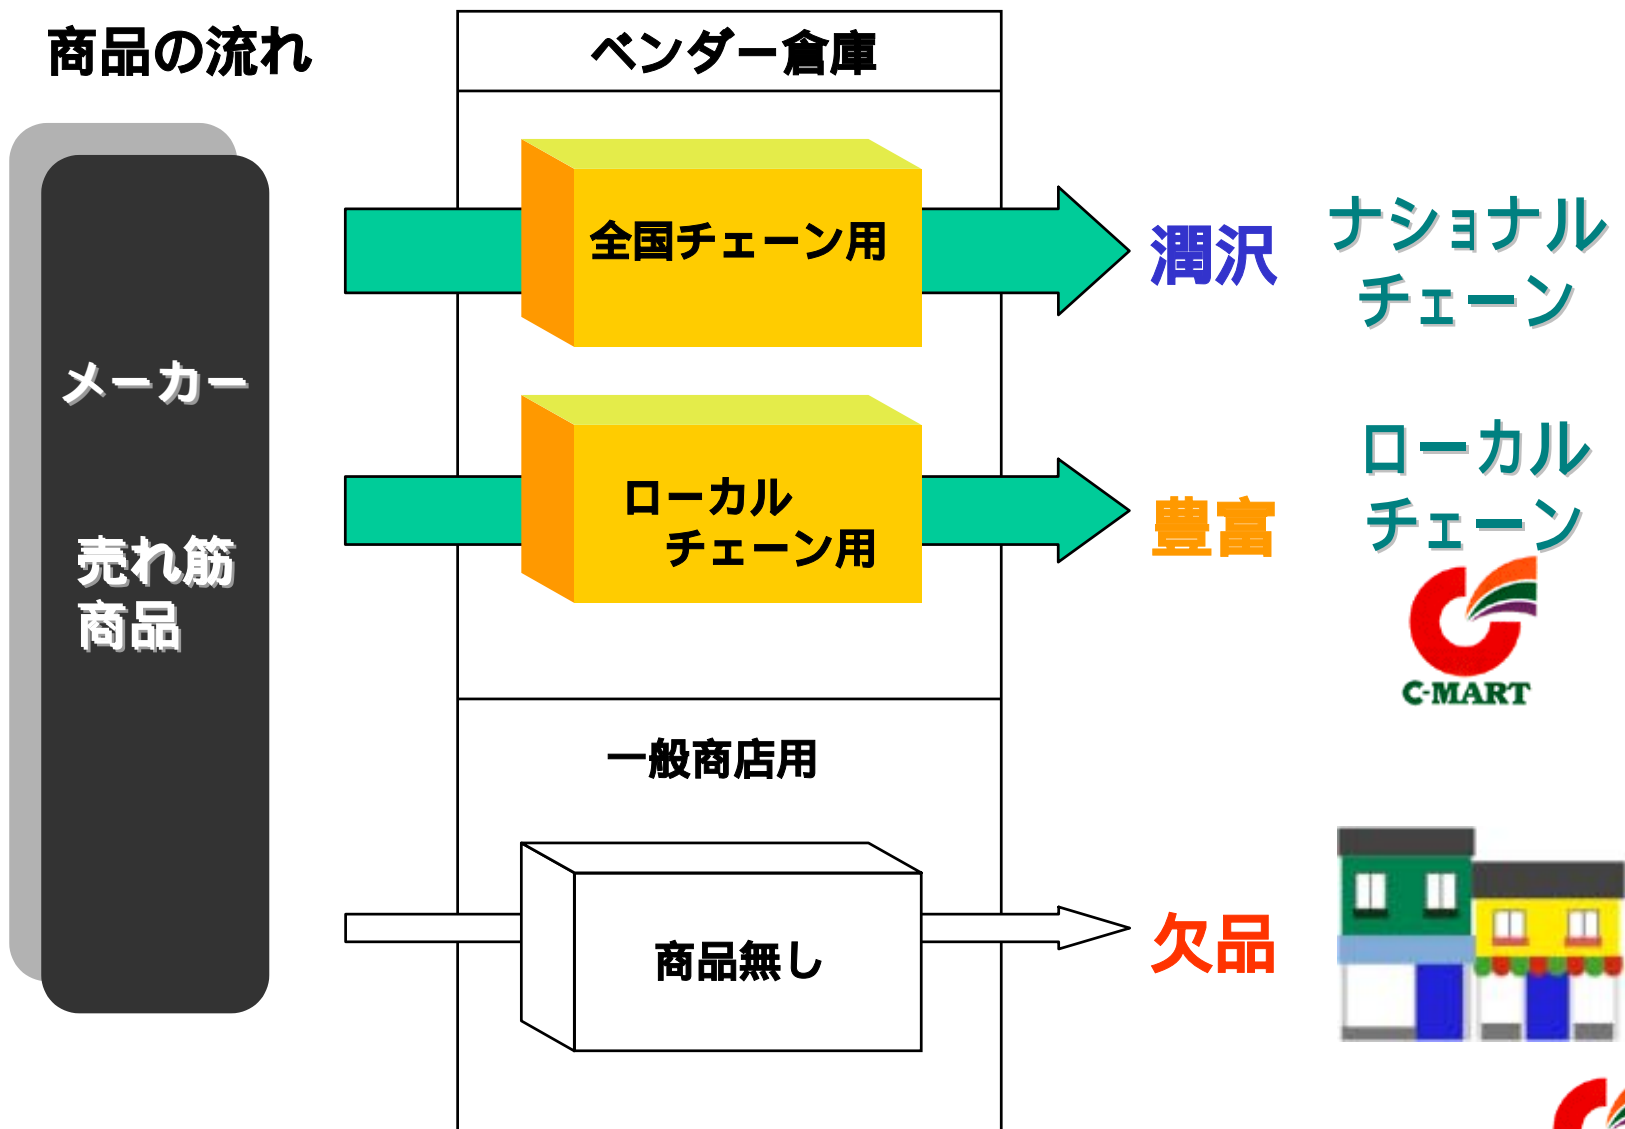 商品の流れ
ベンダー倉庫
メーカー
売れ筋
商品
全国チェーン用
潤沢
ナショナル
チェーン
ローカル
チェーン用
豊富
ローカル
チェーン
C-MART
一般商店用
商品無し
欠品